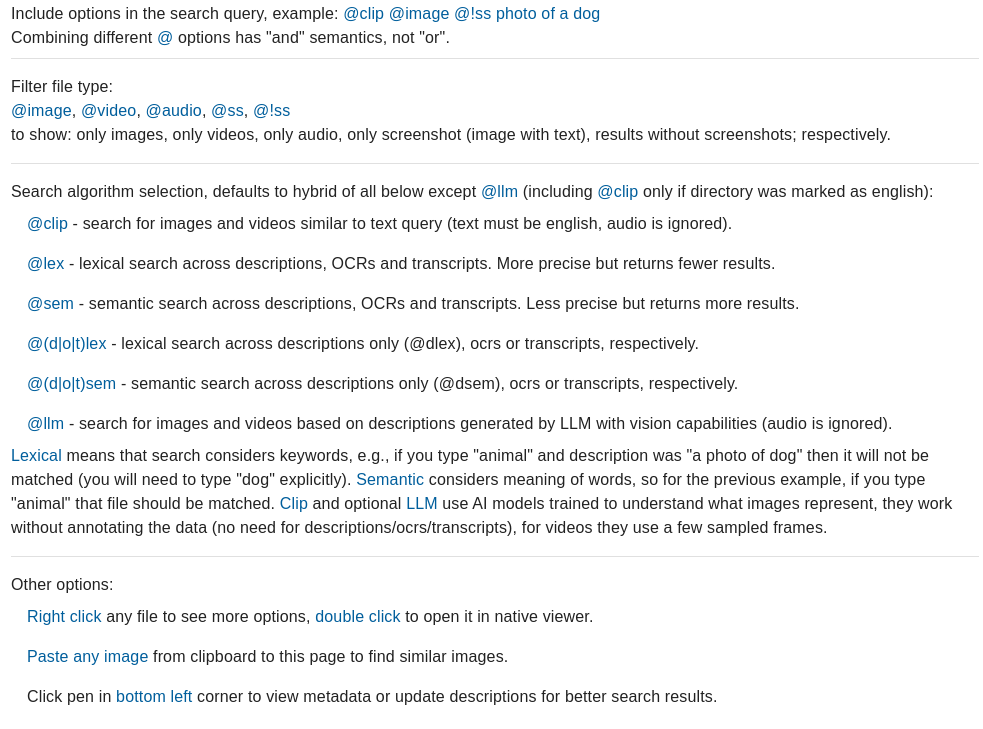 Include options in the search query, example: @clip @image @!ss photo of a dog
Combining different @ options has "and" semantics, not "or".
Filter file type:
@image, @video, @audio, @ss, @!ss
to show: only images, only videos, only audio, only screenshot (image with text), results without screenshots; respectively.
Search algorithm selection, defaults to hybrid of all below except @llm (including @clip only if directory was marked as english):
@clip - search for images and videos similar to text query (text must be english, audio is ignored).
@lex - lexical search across descriptions, OCRs and transcripts. More precise but returns fewer results.
@sem - semantic search across descriptions, OCRs and transcripts. Less precise but returns more results.
@(d|o|t)lex - lexical search across descriptions only (@dlex), ocrs or transcripts, respectively.
@(d|o|t)sem - semantic search across descriptions only (@dsem), ocrs or transcripts, respectively.
@llm - search for images and videos based on descriptions generated by LLM with vision capabilities (audio is ignored).
Lexical means that search considers keywords, e.g., if you type "animal" and description was "a photo of dog" then it will not be
matched (you will need to type "dog" explicitly). Semantic considers meaning of words, so for the previous example, if you type
"animal" that file should be matched. Clip and optional LLM use AI models trained to understand what images represent, they work
without annotating the data (no need for descriptions/ocrs/transcripts), for videos they use a few sampled frames.
Other options:
Right click any file to see more options, double click to open it in native viewer.
Paste any image from clipboard to this page to find similar images.
Click pen in bottom left corner to view metadata or update descriptions for better search results.